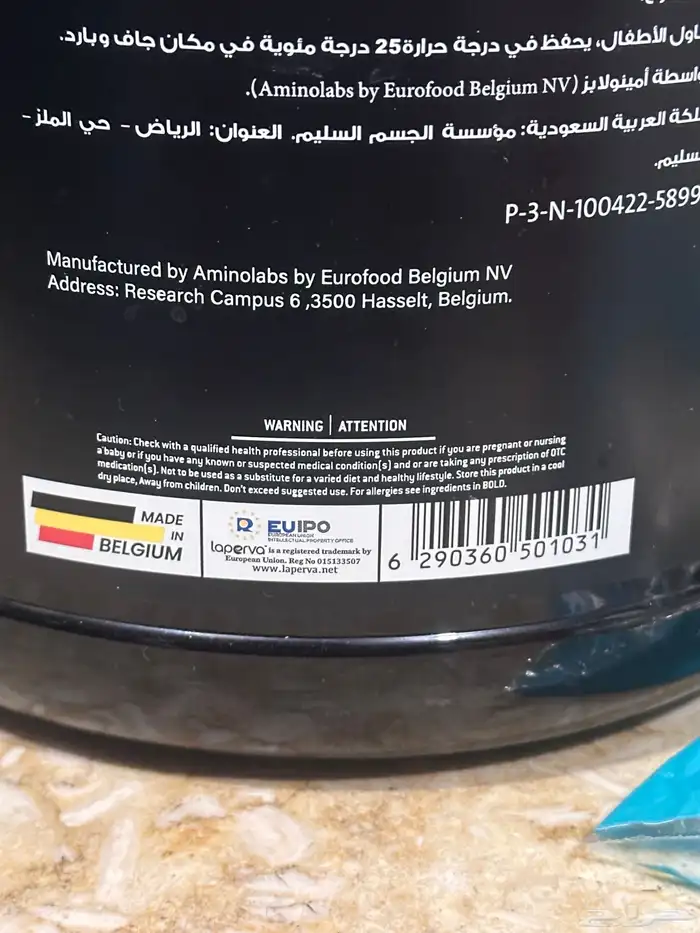 ناول الأطفال، يحفظ في درجة حرارة25 درجة مئوية في مكان جاف وبارد.
اسطة أمينولابز (Aminolabs by Eurofood Belgium NV).
لكة العربية السعودية: مؤسسة الجسم السليم. العنوان: الرياض - حي الملز -
سليم.
P-3-N-100422-5899
Manufactured by Aminolabs by Eurofood Belgium NV
Address: Research Campus 6 ,3500 Hasselt, Belgium.
WARNING | ATTENTION
Caution: Check with a qualified health professional before using this product if you are pregnant or nursing
a baby or if you have any known or suspected medical condition(s) and or are taking any prescription of OTC
medication(s). Not to be used as a substitute for a varied diet and healthy lifestyle. Store this product in a cool
dry place, Away from children. Don't exceed suggested use. For allergies see ingredients in BOLD.
MADE
IN
BELGIUM
R
EUIPO
EUROPEAN UNION
INTELLECTUAL PROPERTY OFFICE
laperva is a registered trademark by
European Union. Reg No 015133507
www.laperva.net
6 290360 501031
حراج